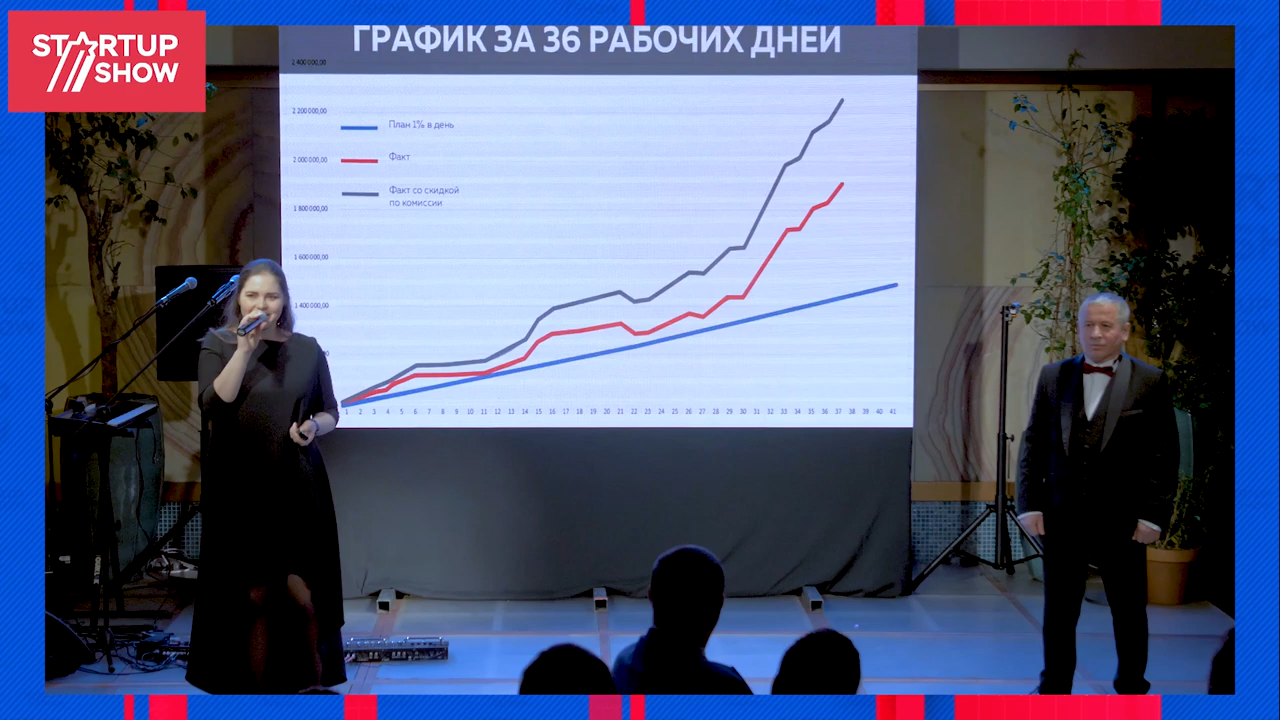 STARTUP
SHOW
ГРАФИК ЗА 36 РАБОЧИХ ДНЕЙ
2 400 000,00
2 200 000,00
2 000 000,00
1 800 000,00
1 600 000,00
1 400 000,00
План 1% в день
Факт
Факт со скидкой
по комиссии
1 2 3 4 5 6 7 8 9 10 11 12 13 14 15 16 17 18 19 20 21 22 23 24 25 26 27 28 29 30 31 32 33 34 35 36 37 38 39 40 41